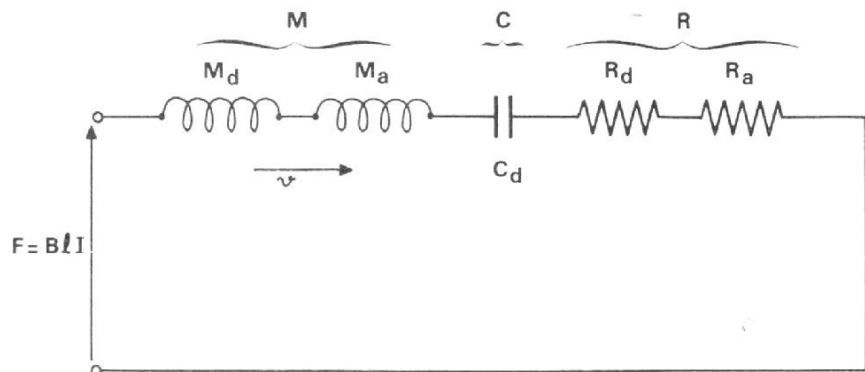 M C R
M_d M_a R_d R_a
C_d
v
F = BℓI